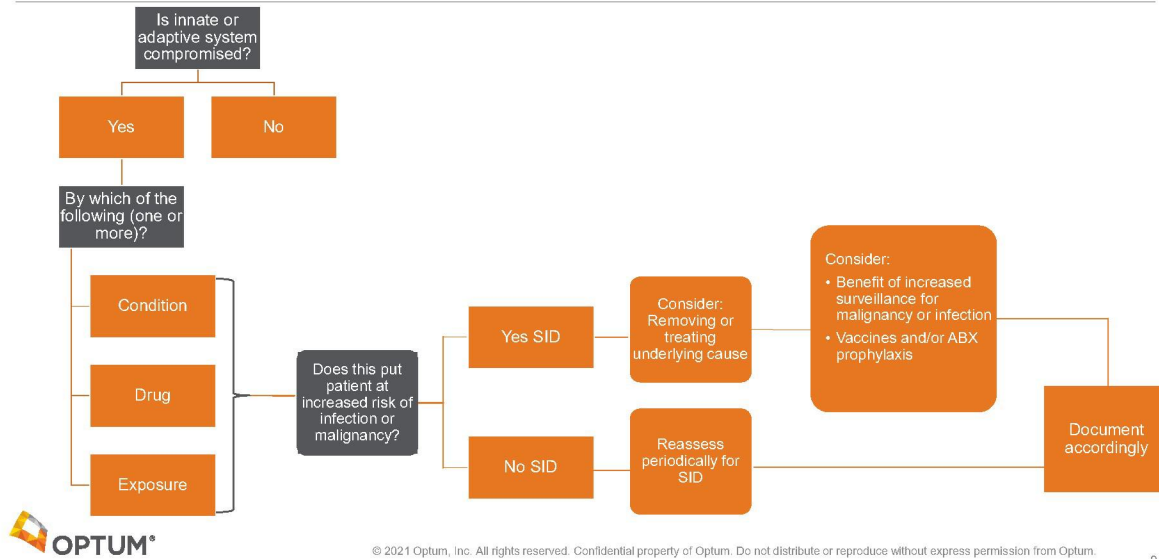 Is innate or
adaptive system
compromised?
Yes
No
By which of the
following (one or
more)?
Condition
Drug
Exposure
Does this put
patient at
increased risk of
infection or
malignancy?
Yes SID
No SID
Consider:
Removing or
treating
underlying cause
Reassess
periodically for
SID
Consider:
• Benefit of increased
surveillance for
malignancy or infection
• Vaccines and/or ABX
prophylaxis
Document
accordingly
OPTUM®
© 2021 Optum, Inc. All rights reserved. Confidential property of Optum. Do not distribute or reproduce without express permission from Optum.